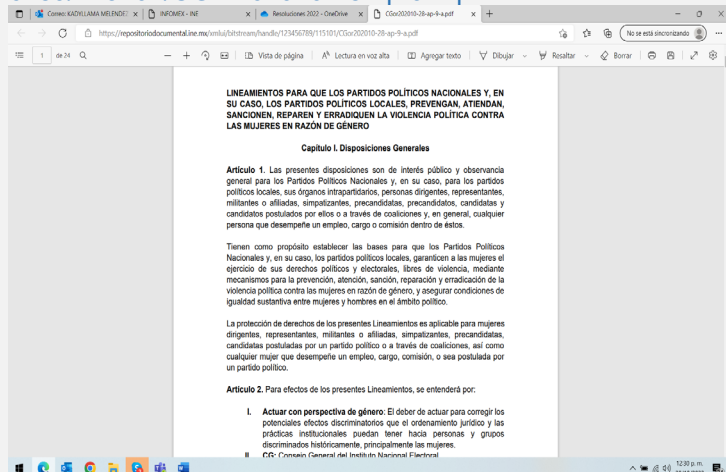 Correo: KADYLLAMA MELENDEZ
INFOMEX - INE
Resoluciones 2022 - OneDrive
CGor202010-28-ap-9-a.pdf
https://repositoriodocumental.ine.mx/xmlui/bitstream/handle/123456789/115101/CGor202010-28-ap-9-a.pdf
No se está sincronizando
1 de 24
Vista de página
Lectura en voz alta
Agregar texto
Dibujar
Resaltar
Borrar
LINEAMIENTOS PARA QUE LOS PARTIDOS POLÍTICOS NACIONALES Y, EN
SU CASO, LOS PARTIDOS POLÍTICOS LOCALES, PREVENGAN, ATIENDAN,
SANCIONEN, REPAREN Y ERRADIQUEN LA VIOLENCIA POLÍTICA CONTRA
LAS MUJERES EN RAZÓN DE GÉNERO
Capítulo I. Disposiciones Generales
Artículo 1. Las presentes disposiciones son de interés público y observancia
general para los Partidos Políticos Nacionales y, en su caso, para los partidos
políticos locales, sus órganos intrapartidarios, personas dirigentes, representantes,
militantes o afiliadas, simpatizantes, precandidatas, precandidatos, candidatas y
candidatos postulados por ellos o a través de coaliciones y, en general, cualquier
persona que desempeñe un empleo, cargo o comisión dentro de éstos.
Tienen como propósito establecer las bases para que los Partidos Políticos
Nacionales y, en su caso, los partidos políticos locales, garanticen a las mujeres el
ejercicio de sus derechos políticos y electorales, libres de violencia, mediante
mecanismos para la prevención, atención, sanción, reparación y erradicación de la
violencia política contra las mujeres en razón de género, y asegurar condiciones de
igualdad sustantiva entre mujeres y hombres en el ámbito político.
La protección de derechos de los presentes Lineamientos es aplicable para mujeres
dirigentes, representantes, militantes o afiliadas, simpatizantes, precandidatas,
candidatas postuladas por un partido político o a través de coaliciones, así como
cualquier mujer que desempeñe un empleo, cargo, comisión, o sea postulada por
un partido político.
Artículo 2. Para efectos de los presentes Lineamientos, se entenderá por:
I. Actuar con perspectiva de género: El deber de actuar para corregir los
potenciales efectos discriminatorios que el ordenamiento jurídico y las
prácticas institucionales puedan tener hacia personas y grupos
discriminados históricamente, principalmente las mujeres.
II. CG: Consejo General del Instituto Nacional Electoral
12:30 p. m.